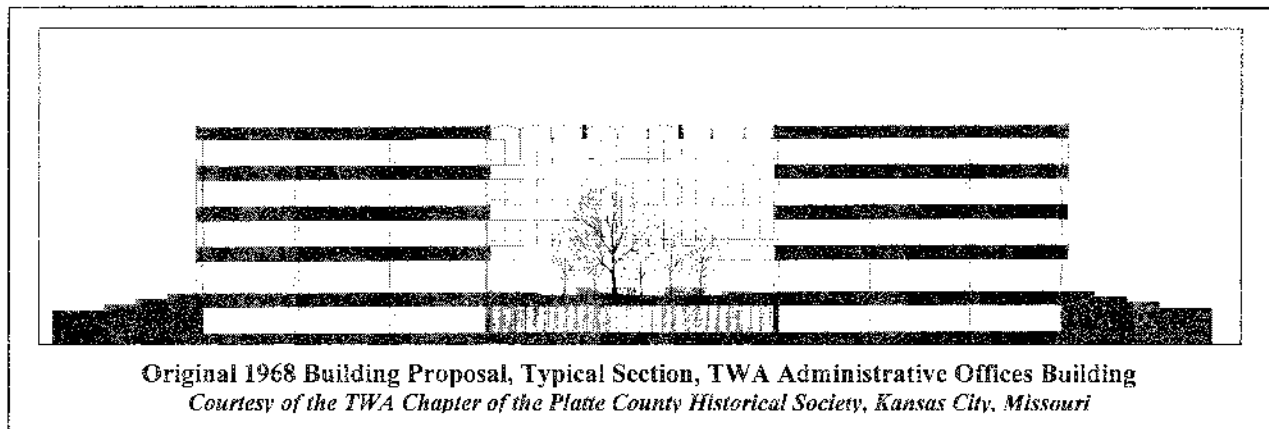 Original 1968 Building Proposal, Typical Section, TWA Administrative Offices Building
Courtesy of the TWA Chapter of the Platte County Historical Society, Kansas City, Missouri